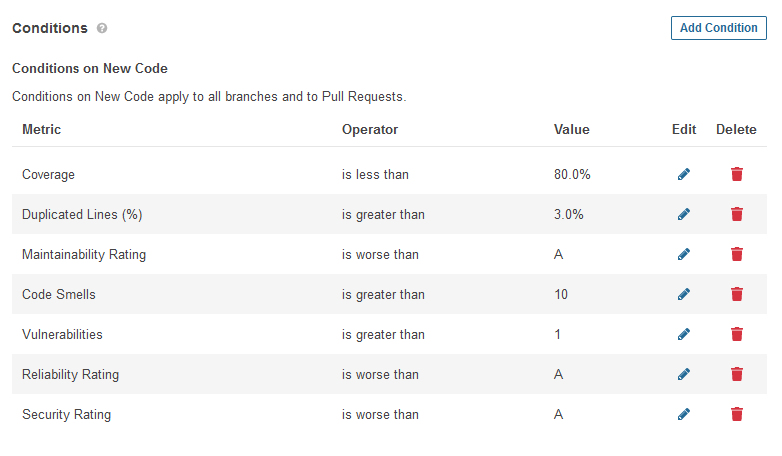 Conditions ?
Add Condition
Conditions on New Code
Conditions on New Code apply to all branches and to Pull Requests.
Metric Operator Value Edit Delete
Coverage is less than 80.0%
Duplicated Lines (%) is greater than 3.0%
Maintainability Rating is worse than A
Code Smells is greater than 10
Vulnerabilities is greater than 1
Reliability Rating is worse than A
Security Rating is worse than A